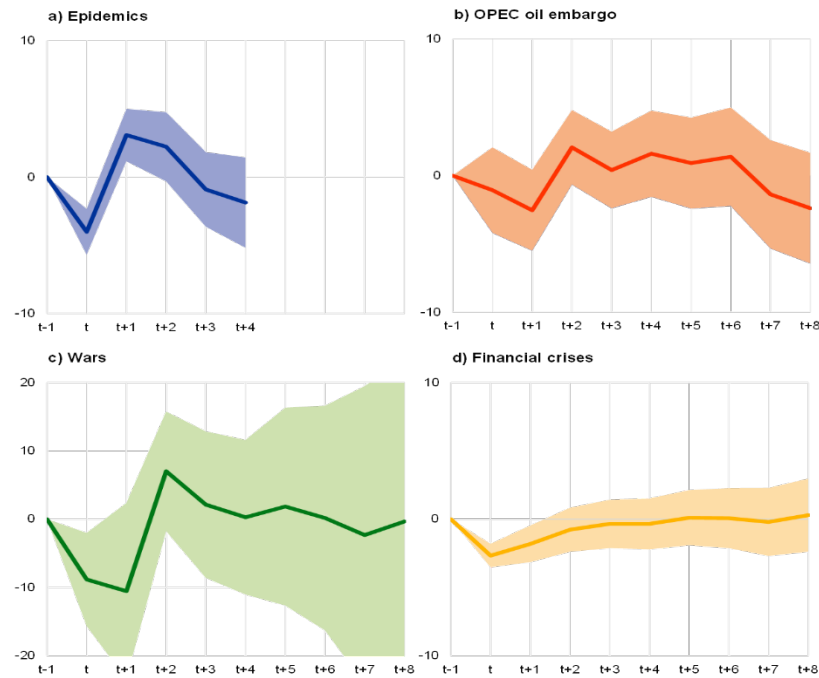 a) Epidemics
10
0
-10
t-1 t t+1 t+2 t+3 t+4
b) OPEC oil embargo
10
0
-10
t-1 t t+1 t+2 t+3 t+4 t+5 t+6 t+7 t+8
c) Wars
20
10
0
-10
-20
t-1 t t+1 t+2 t+3 t+4 t+5 t+6 t+7 t+8
d) Financial crises
10
0
-10
t-1 t t+1 t+2 t+3 t+4 t+5 t+6 t+7 t+8